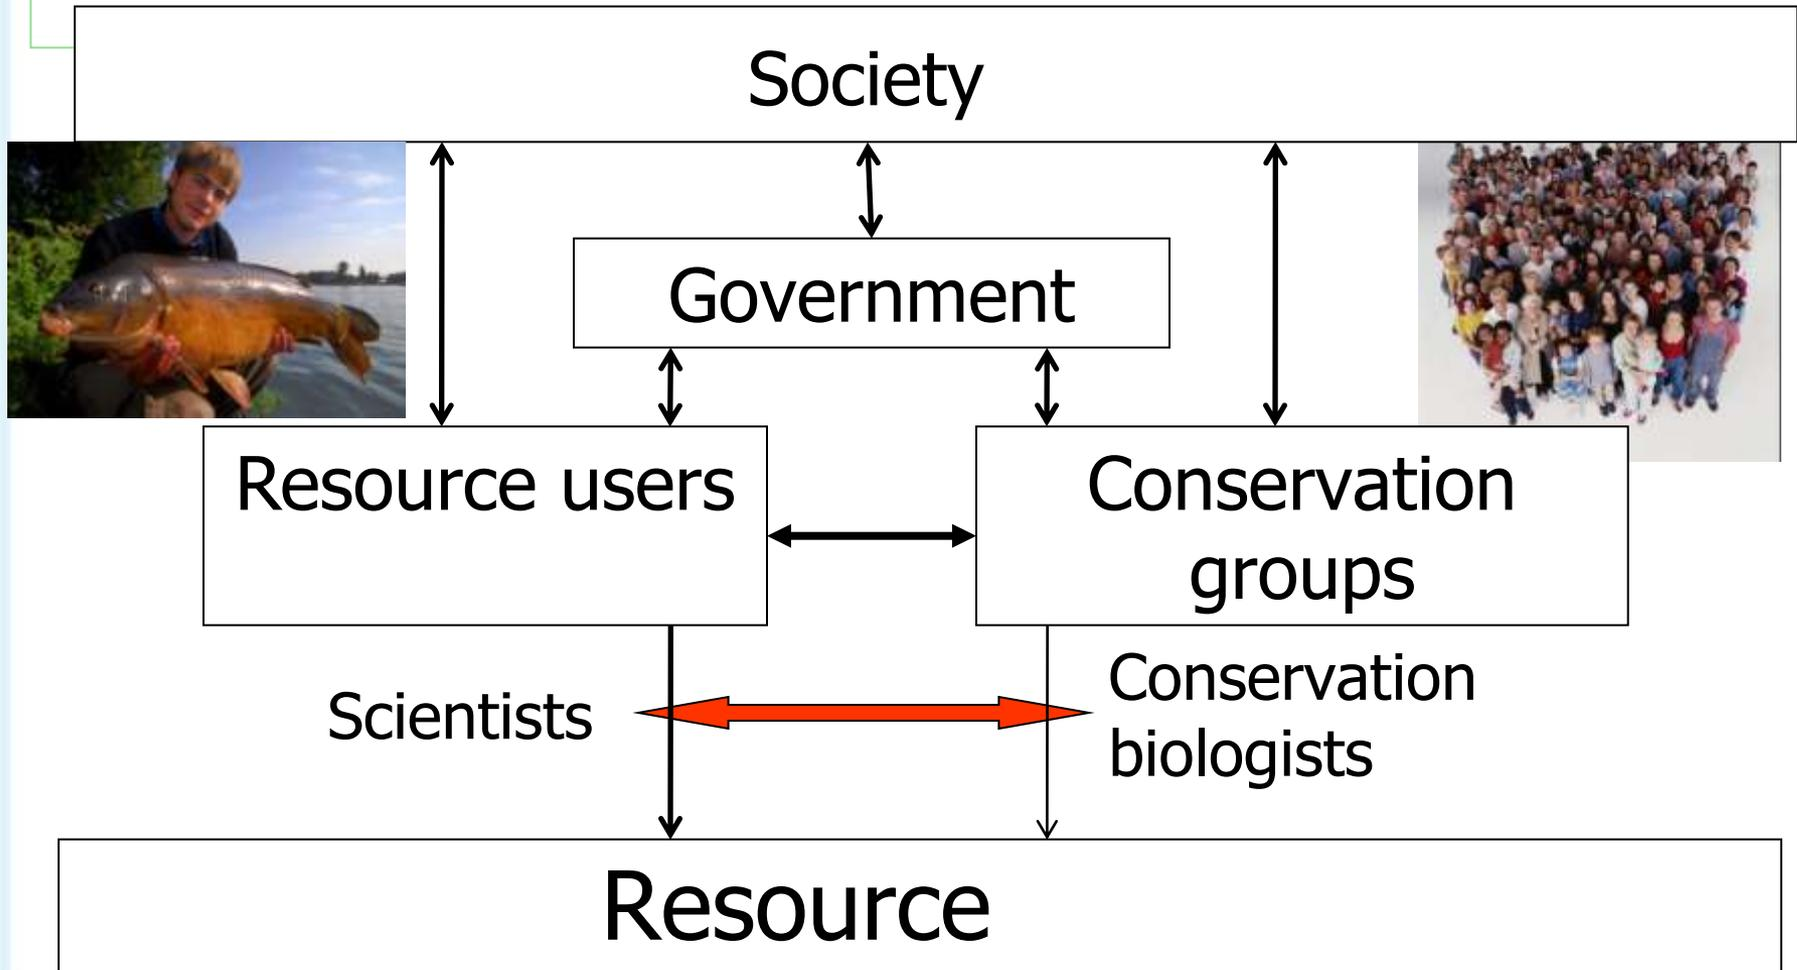 Society
Government
Resource users
Conservation
groups
Scientists
Conservation
biologists
Resource